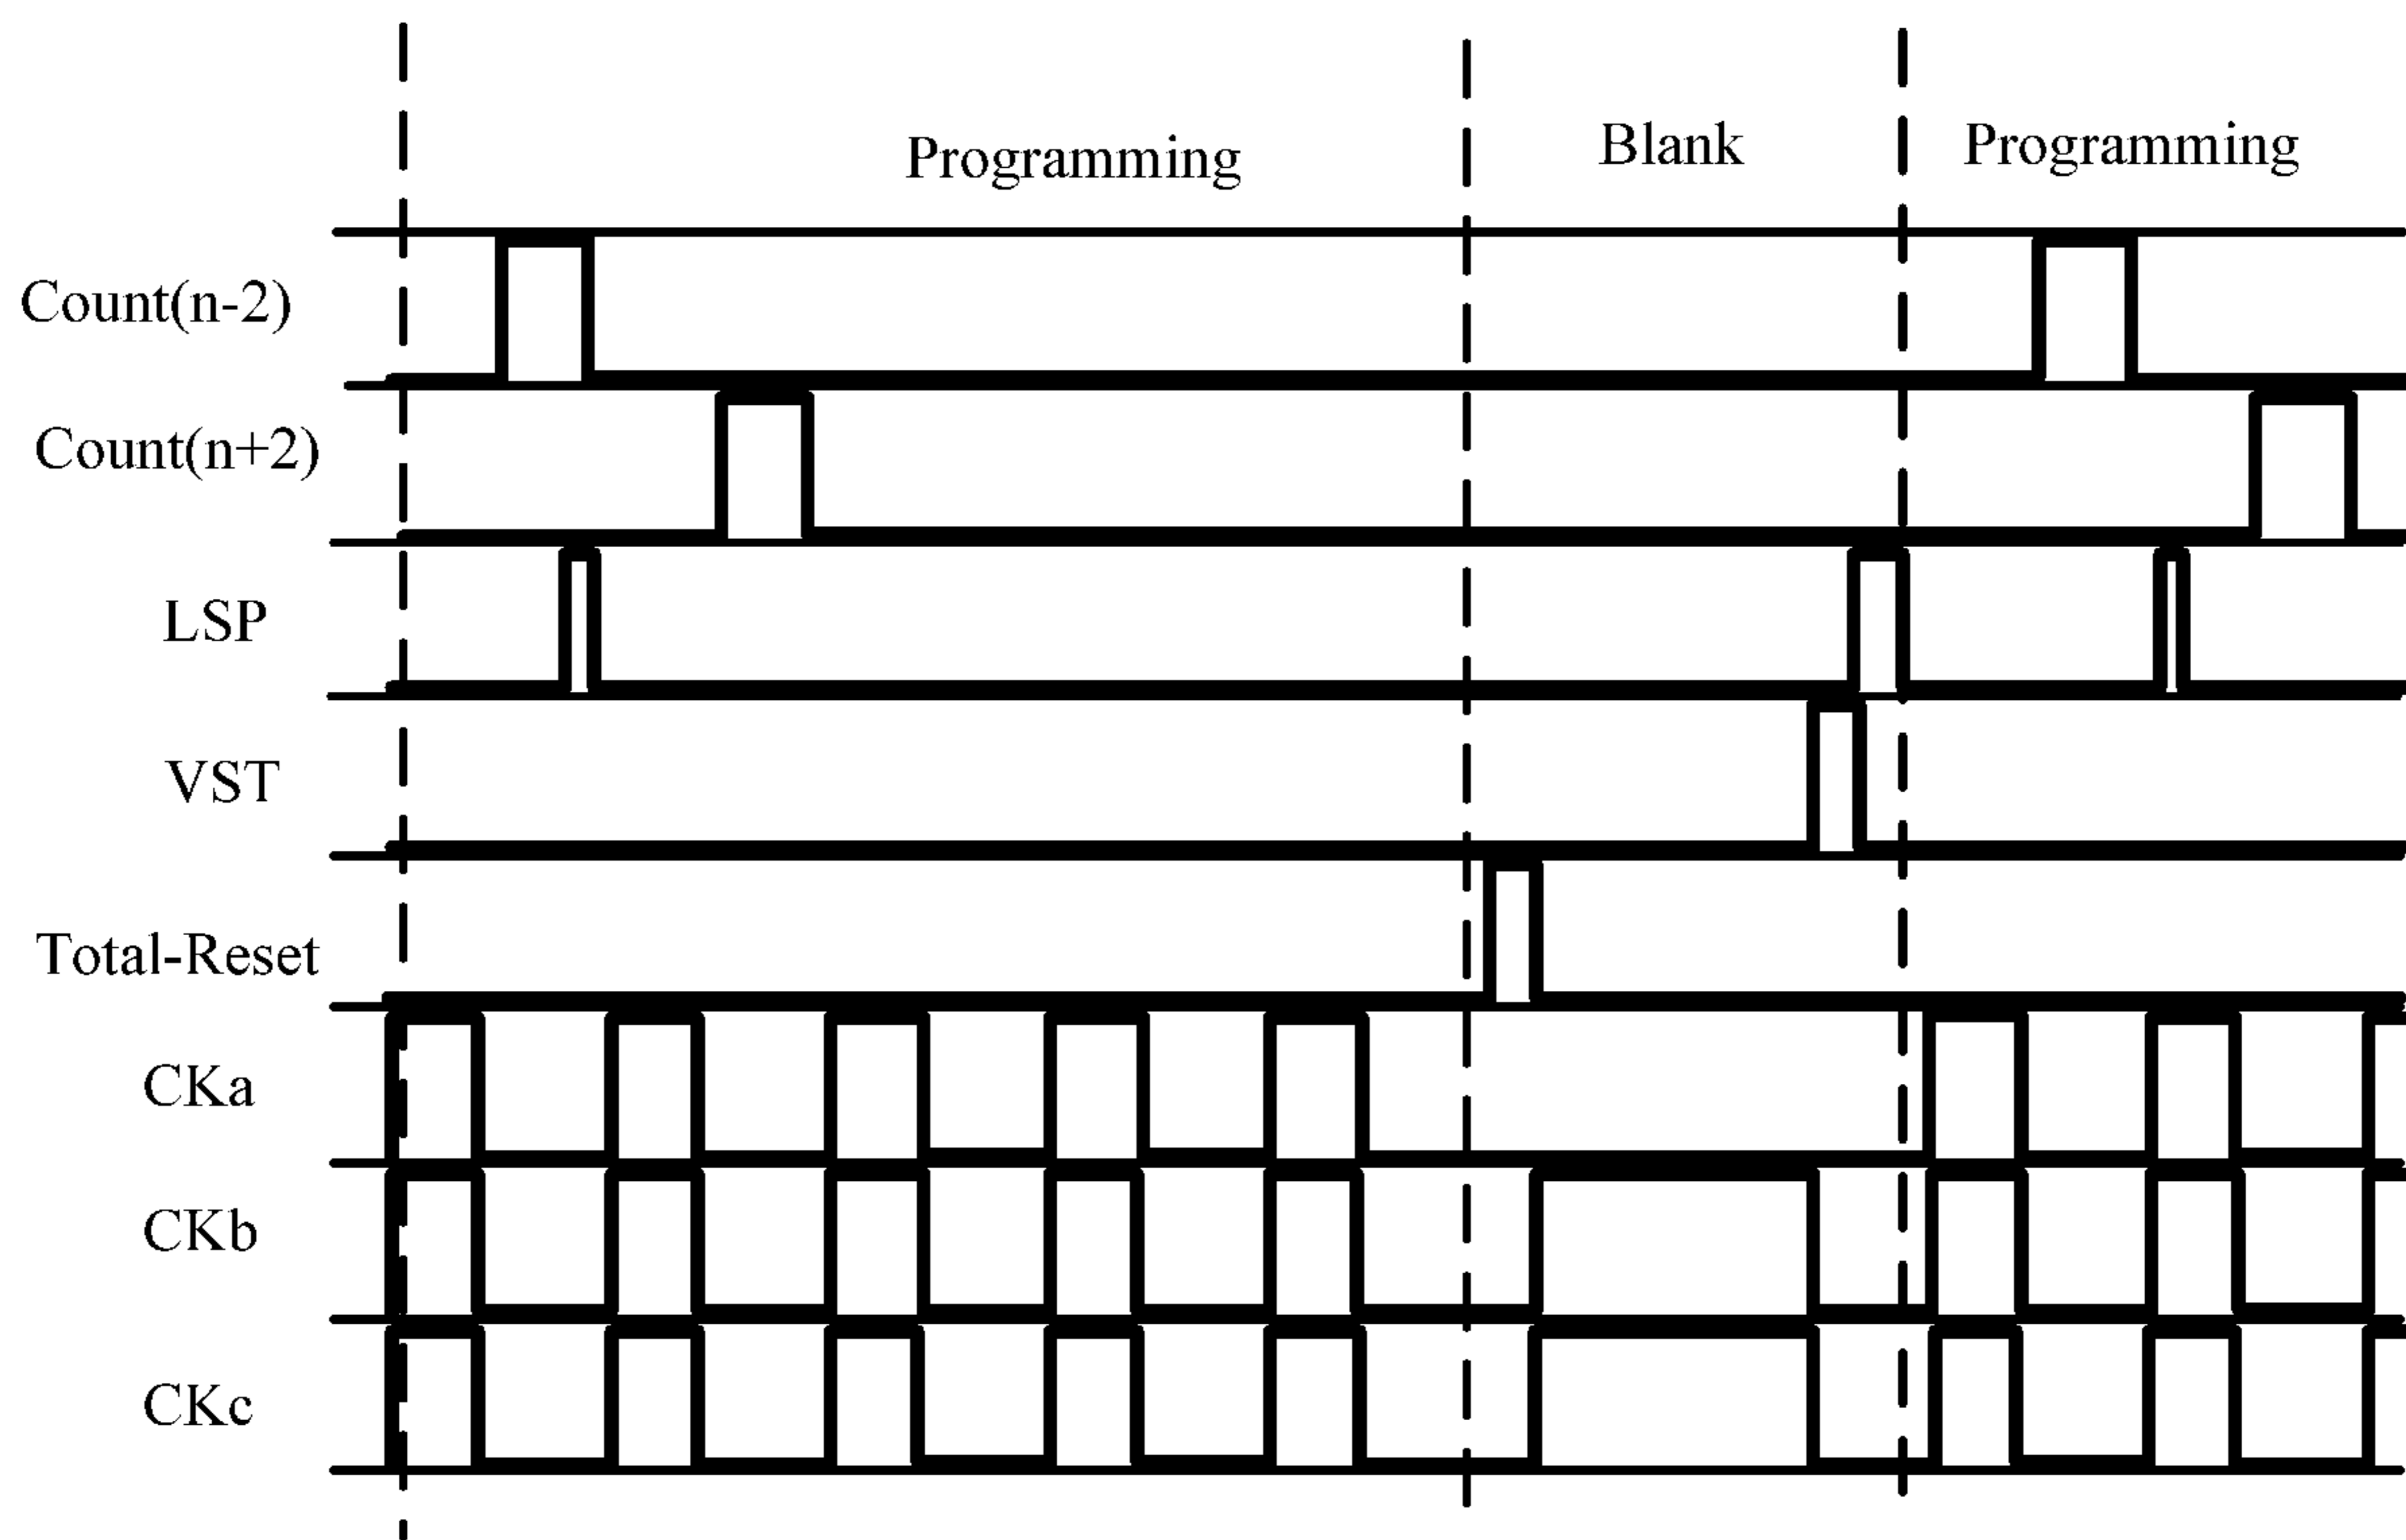 Programming
Blank
Programming
Count(n-2)
Count(n+2)
LSP
VST
Total-Reset
CKa
CKb
CKc